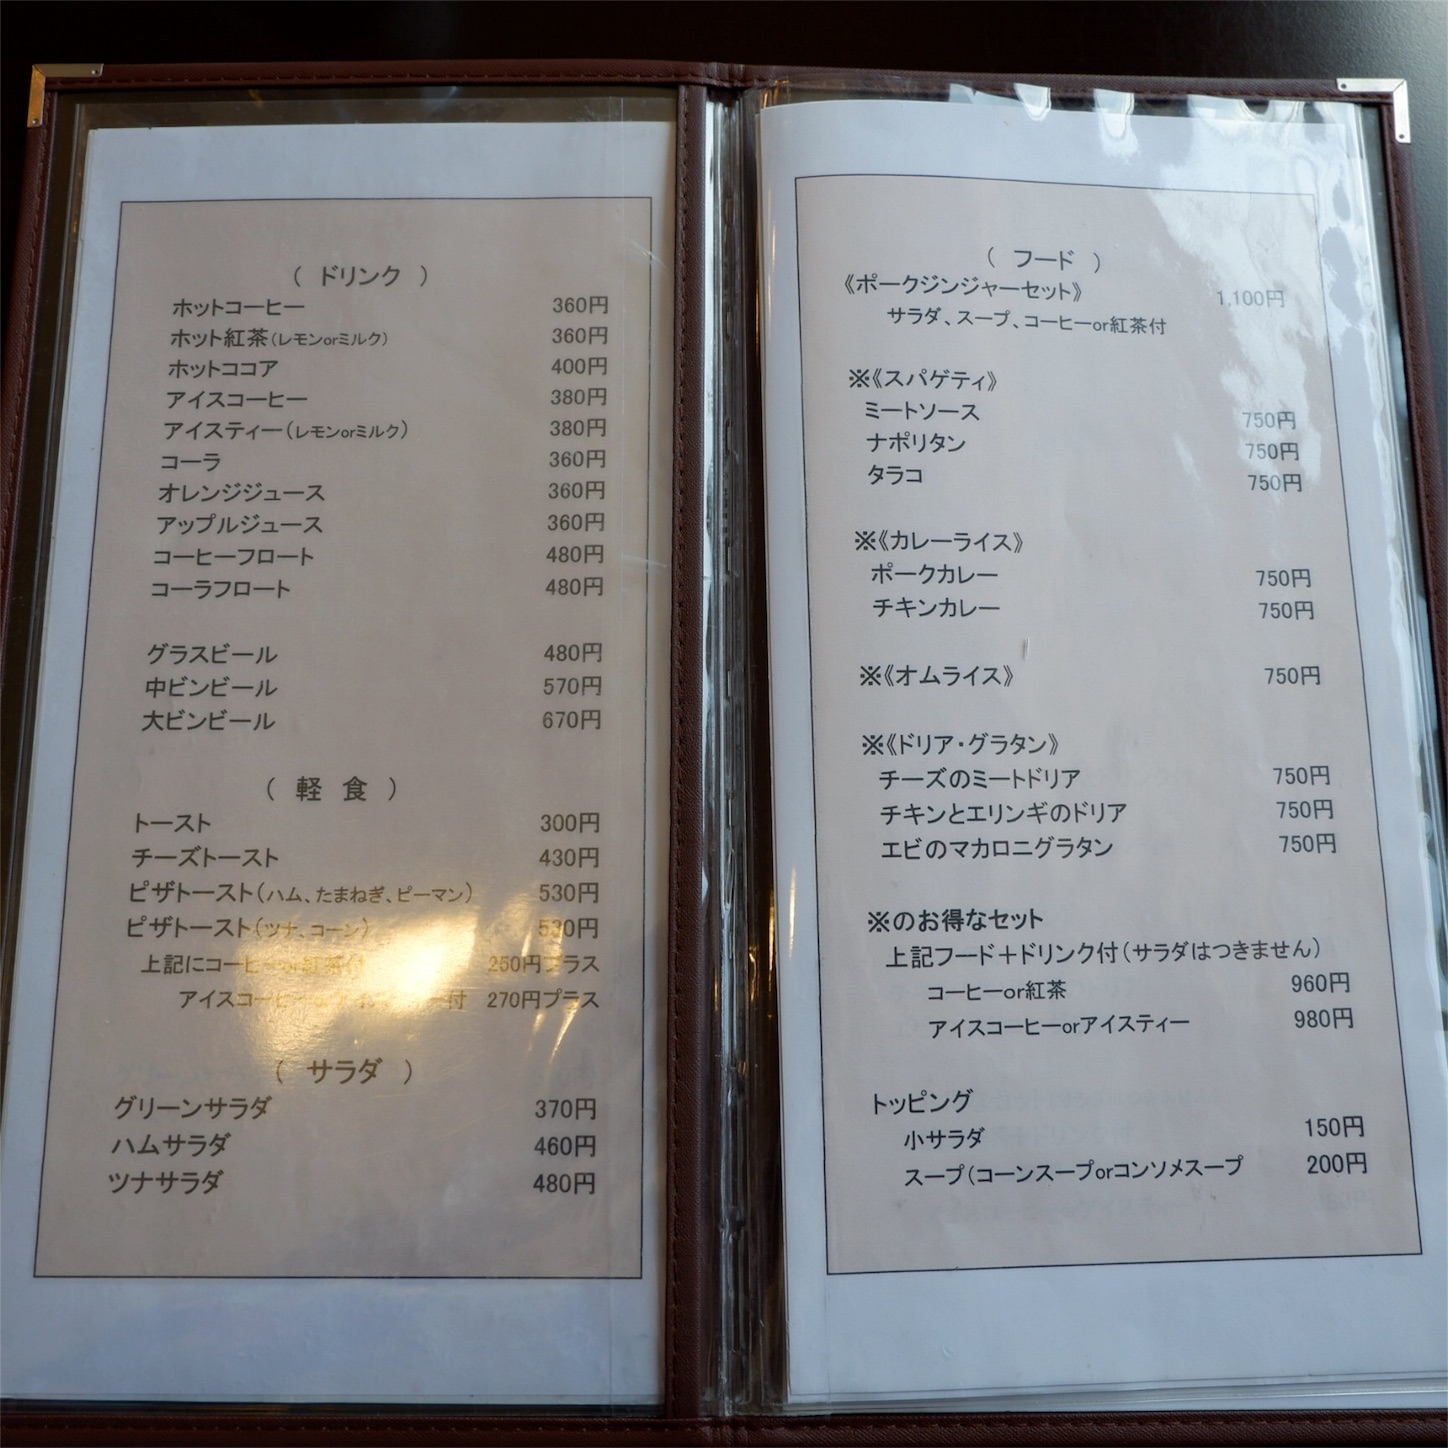 ( ドリンク )
ホットコーヒー 360円
ホット紅茶(レモンorミルク) 360円
ホットココア 400円
アイスコーヒー 380円
アイスティー(レモンorミルク) 380円
コーラ 360円
オレンジジュース 360円
アップルジュース 360円
コーヒーフロート 480円
コーラフロート 480円
グラスビール 480円
中ビンビール 570円
大ビンビール 670円
( 軽 食 )
トースト 300円
チーズトースト 430円
ピザトースト(ハム、たまねぎ、ピーマン) 530円
ピザトースト(ツナ、コーン) 530円
上記にコーヒーor紅茶付 250円プラス
アイスコーヒー 付 270円プラス
( サラダ )
グリーンサラダ 370円
ハムサラダ 460円
ツナサラダ 480円
( フード )
《ポークジンジャーセット》 1,100円
サラダ、スープ、コーヒーor紅茶付
※《スパゲティ》
ミートソース 750円
ナポリタン 750円
タラコ 750円
※《カレーライス》
ポークカレー 750円
チキンカレー 750円
※《オムライス》 750円
※《ドリア・グラタン》
チーズのミートドリア 750円
チキンとエリンギのドリア 750円
エビのマカロニグラタン 750円
※のお得なセット
上記フード＋ドリンク付(サラダはつきません)
コーヒーor紅茶 960円
アイスコーヒーorアイスティー 980円
トッピング
小サラダ 150円
スープ(コーンスープorコンソメスープ 200円